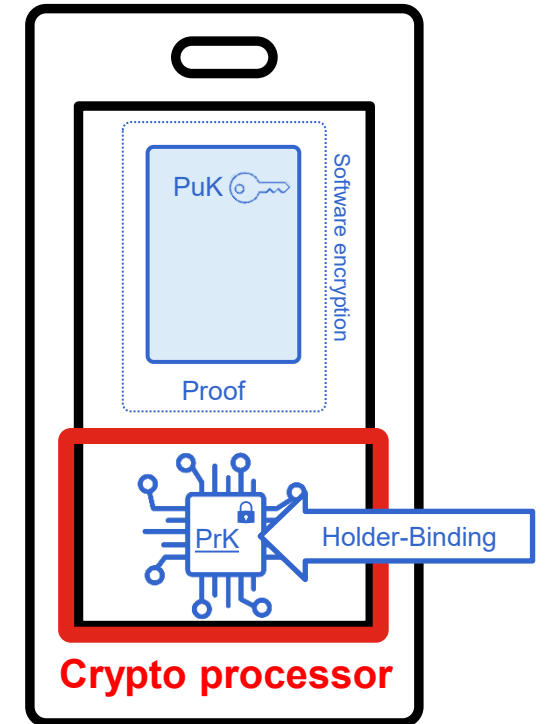 PuK
Software encryption
Proof
PrK
Holder-Binding
Crypto processor